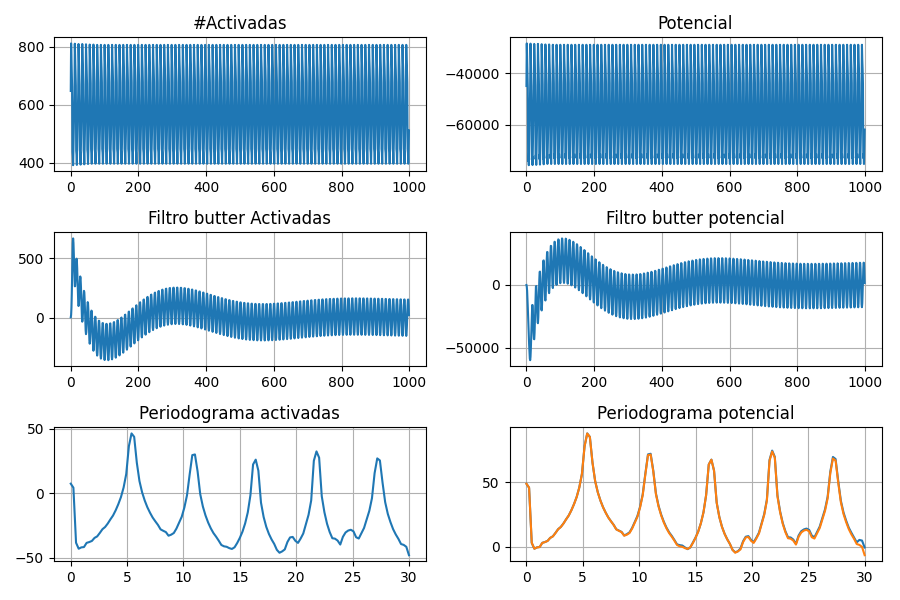 #Activadas
Potencial
800
600
400
0 200 400 600 800 1000
−40000
−60000
0 200 400 600 800 1000
Filtro butter Activadas
Filtro butter potencial
500
0
0 200 400 600 800 1000
0
−50000
0 200 400 600 800 1000
Periodograma activadas
Periodograma potencial
50
0
−50
0 5 10 15 20 25 30
50
0
0 5 10 15 20 25 30